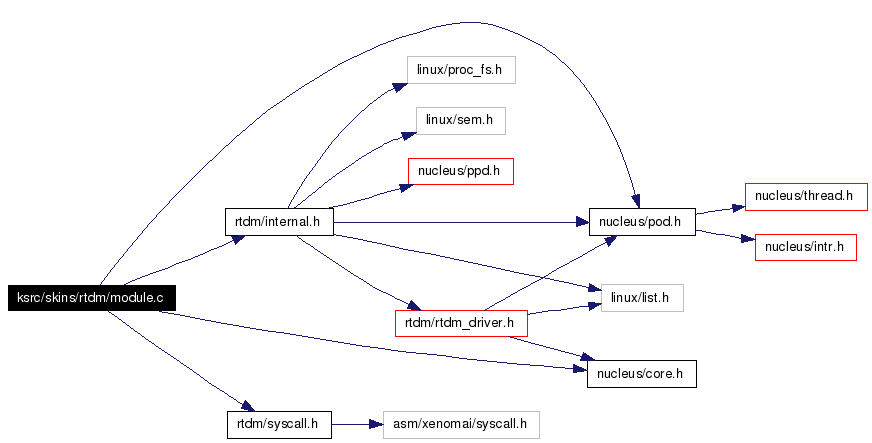 linux/proc_fs.h
linux/sem.h
nucleus/ppd.h
nucleus/thread.h
rtdm/internal.h
nucleus/pod.h
nucleus/intr.h
ksrc/skins/rtdm/module.c
linux/list.h
rtdm/rtdm_driver.h
nucleus/core.h
rtdm/syscall.h
asm/xenomai/syscall.h